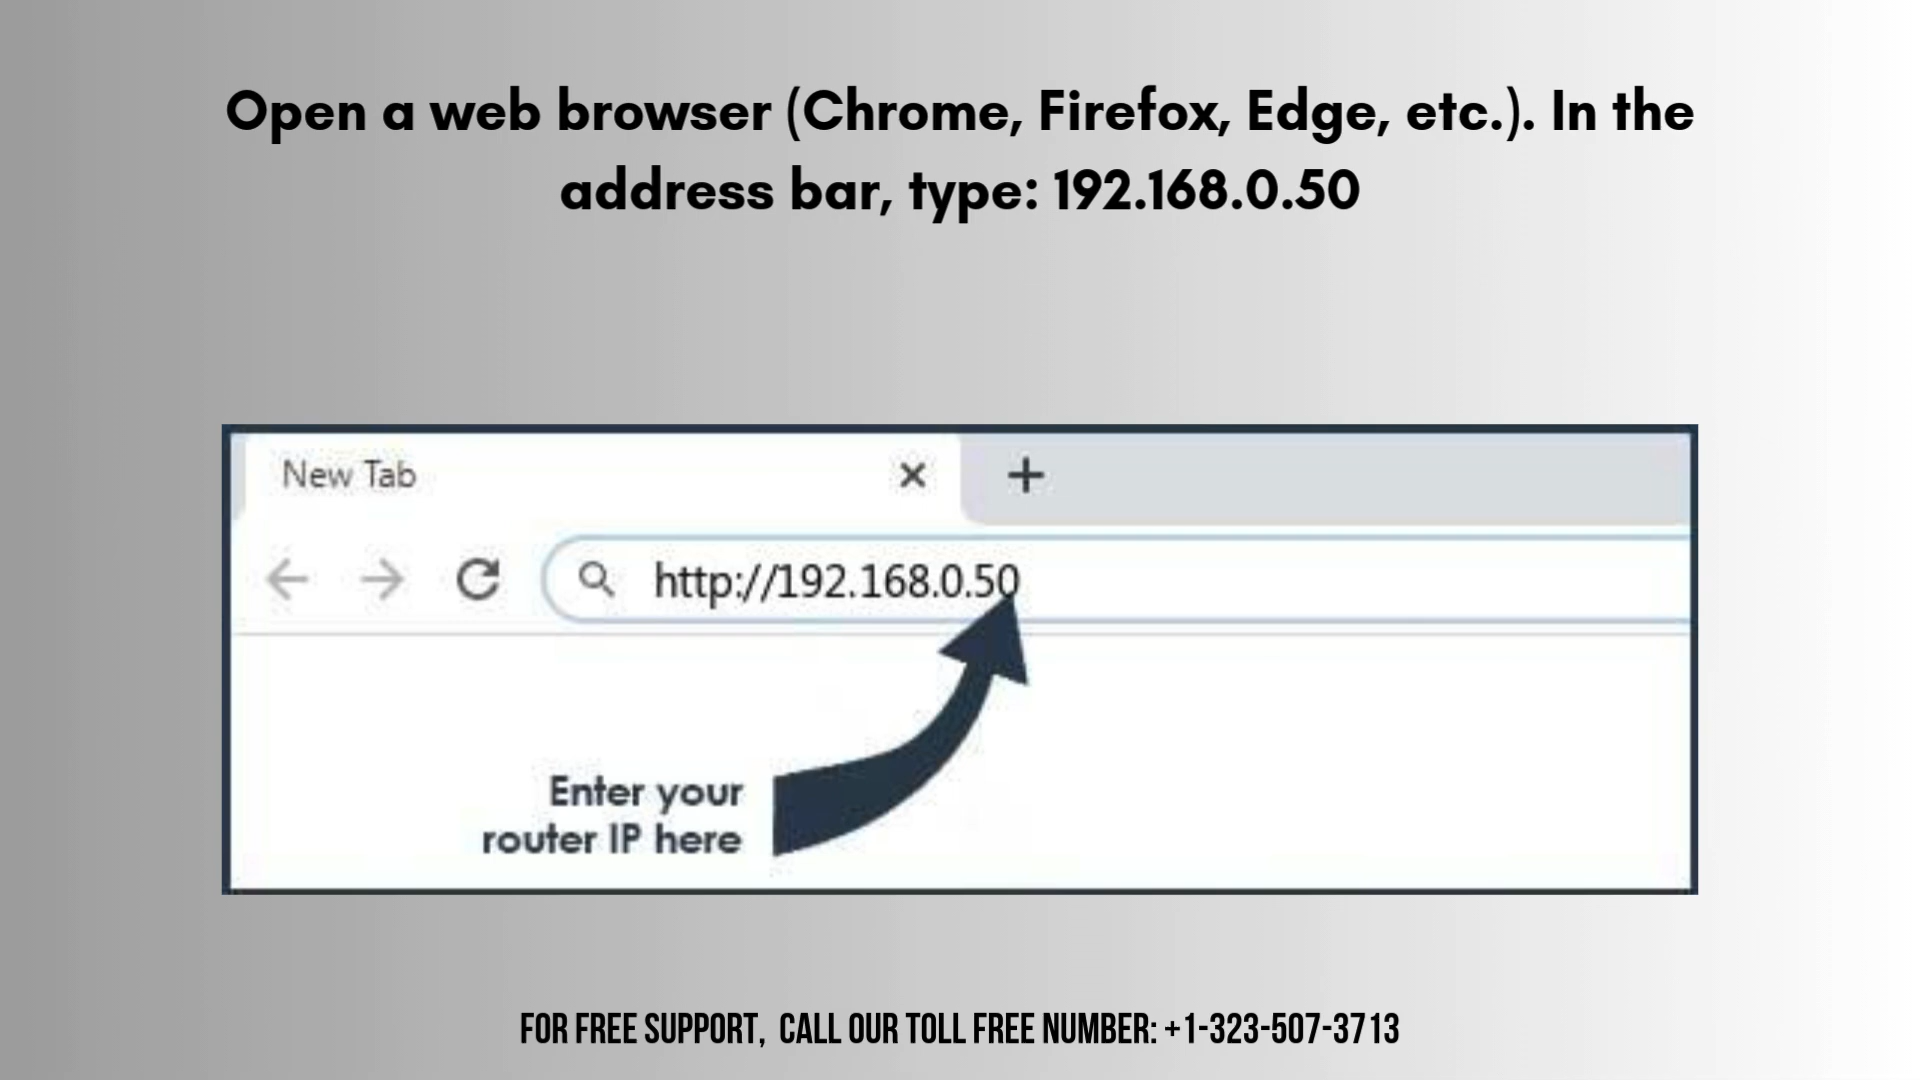 Open a web browser (Chrome, Firefox, Edge, etc.). In the
address bar, type: 192.168.0.50
New Tab
http://192.168.0.50
Enter your
router IP here
FOR FREE SUPPORT, CALL OUR TOLL FREE NUMBER: +1-323-507-3713